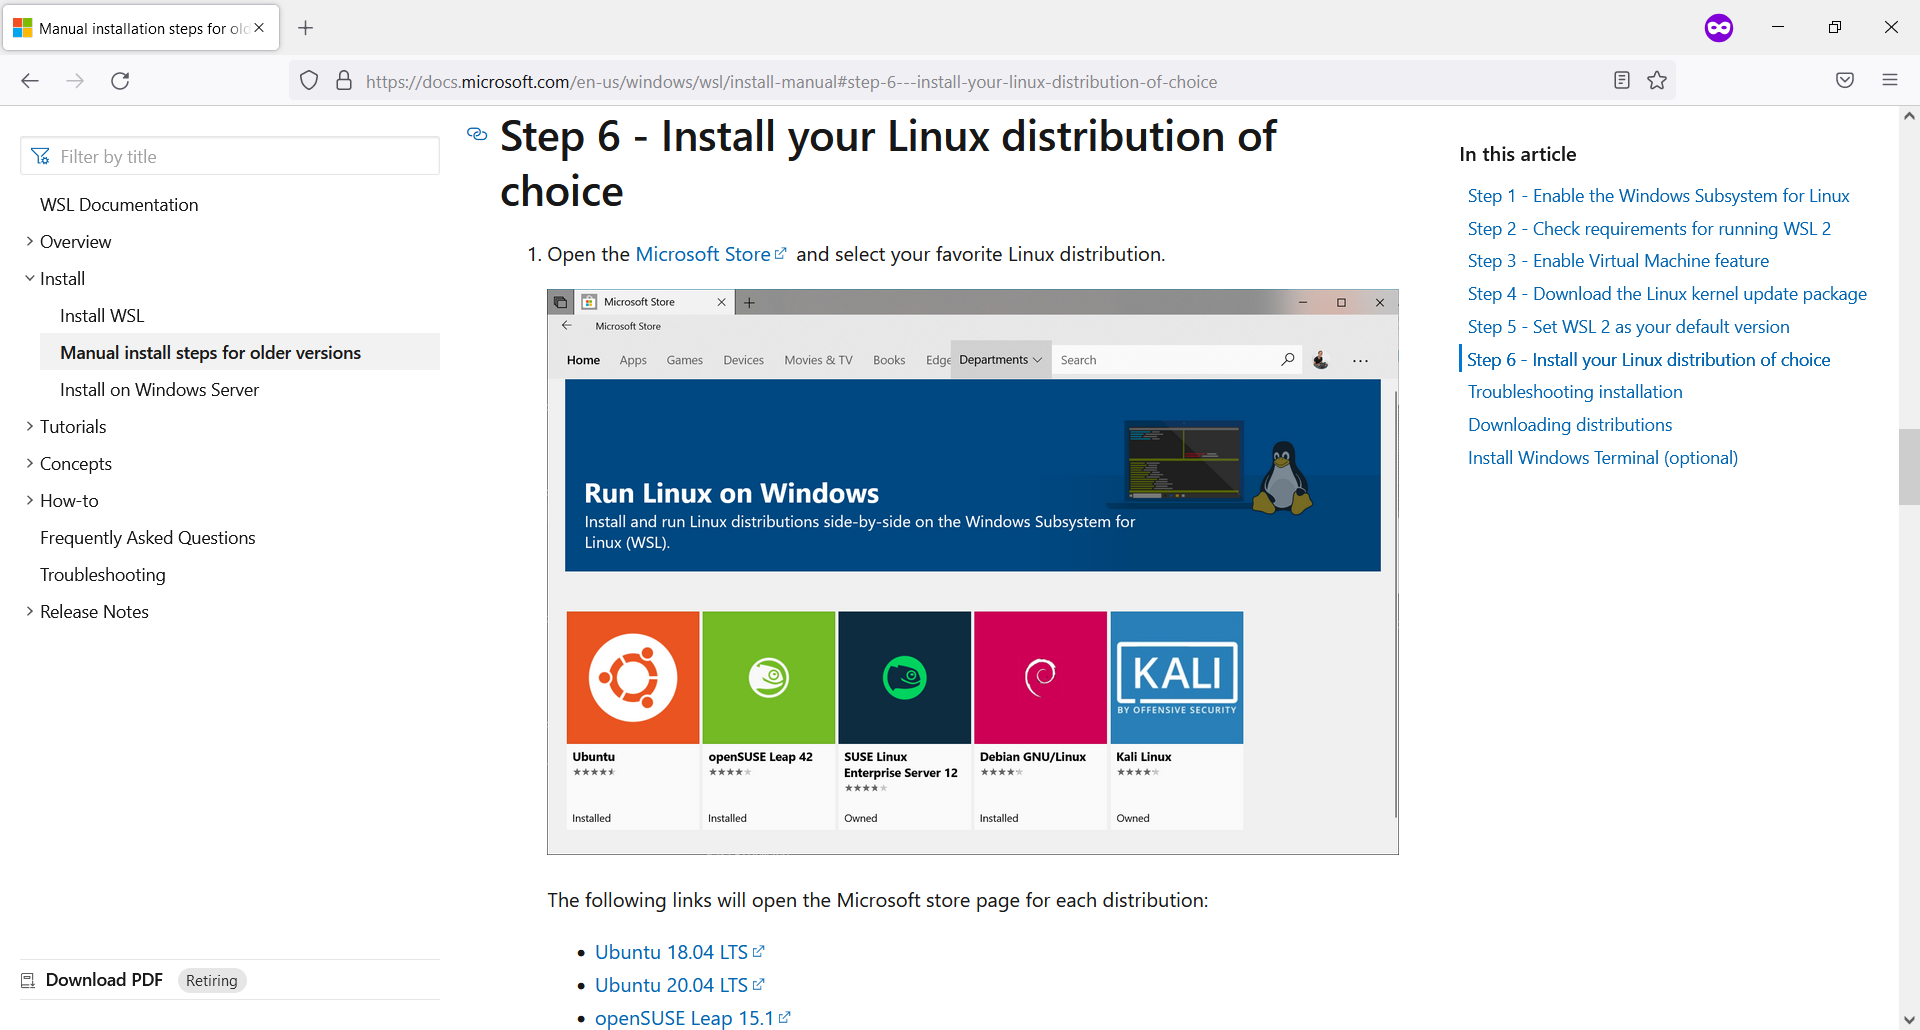 Manual installation steps for old
https://docs.microsoft.com/en-us/windows/wsl/install-manual#step-6---install-your-linux-distribution-of-choice
Filter by title
WSL Documentation
Overview
Install
Install WSL
Manual install steps for older versions
Install on Windows Server
Tutorials
Concepts
How-to
Frequently Asked Questions
Troubleshooting
Release Notes
Download PDF Retiring
Step 6 - Install your Linux distribution of
choice
1. Open the Microsoft Store and select your favorite Linux distribution.
Microsoft Store
Microsoft Store
Home Apps Games Devices Movies & TV Books Edge Departments Search
Run Linux on Windows
Install and run Linux distributions side-by-side on the Windows Subsystem for
Linux (WSL).
KALI
BY OFFENSIVE SECURITY
Ubuntu
Installed
openSUSE Leap 42
Installed
SUSE Linux
Enterprise Server 12
Owned
Debian GNU/Linux
Installed
Kali Linux
Owned
The following links will open the Microsoft store page for each distribution:
• Ubuntu 18.04 LTS
• Ubuntu 20.04 LTS
• openSUSE Leap 15.1
In this article
Step 1 - Enable the Windows Subsystem for Linux
Step 2 - Check requirements for running WSL 2
Step 3 - Enable Virtual Machine feature
Step 4 - Download the Linux kernel update package
Step 5 - Set WSL 2 as your default version
Step 6 - Install your Linux distribution of choice
Troubleshooting installation
Downloading distributions
Install Windows Terminal (optional)